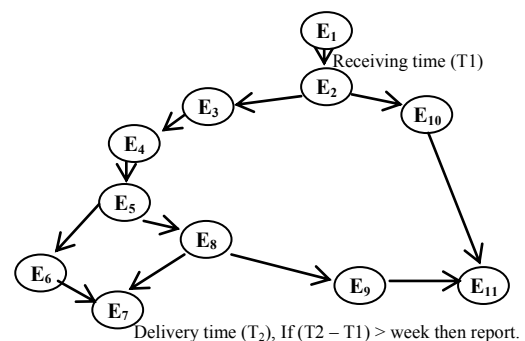 E₁
Receiving time (T1)
E₂
E₃
E₁₀
E₄
E₅
E₈
E₆
E₉
E₁₁
E₇
Delivery time (T₂), If (T2 – T1) > week then report.